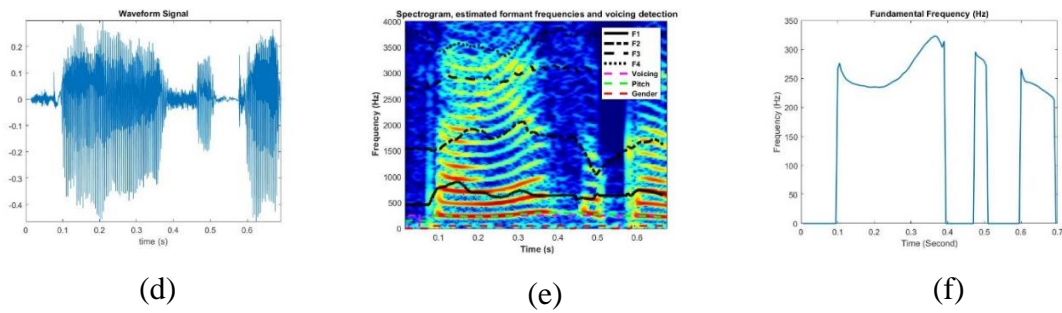 Waveform Signal
0.2
0.1
0
-0.1
-0.2
-0.3
-0.4
0 0.1 0.2 0.3 0.4 0.5 0.6
time (s)
(d)
Spectrogram, estimated formant frequencies and voicing detection
4000
3500
3000
2500
2000
1500
1000
500
0
Frequency (Hz)
F1
F2
F3
F4
Voicing
Pitch
Gender
0.1 0.2 0.3 0.4 0.5 0.6
Time (s)
(e)
Fundamental Frequency (Hz)
350
300
250
200
150
100
50
0
Frequency (Hz)
0 0.1 0.2 0.3 0.4 0.5 0.6 0.7
Time (Second)
(f)